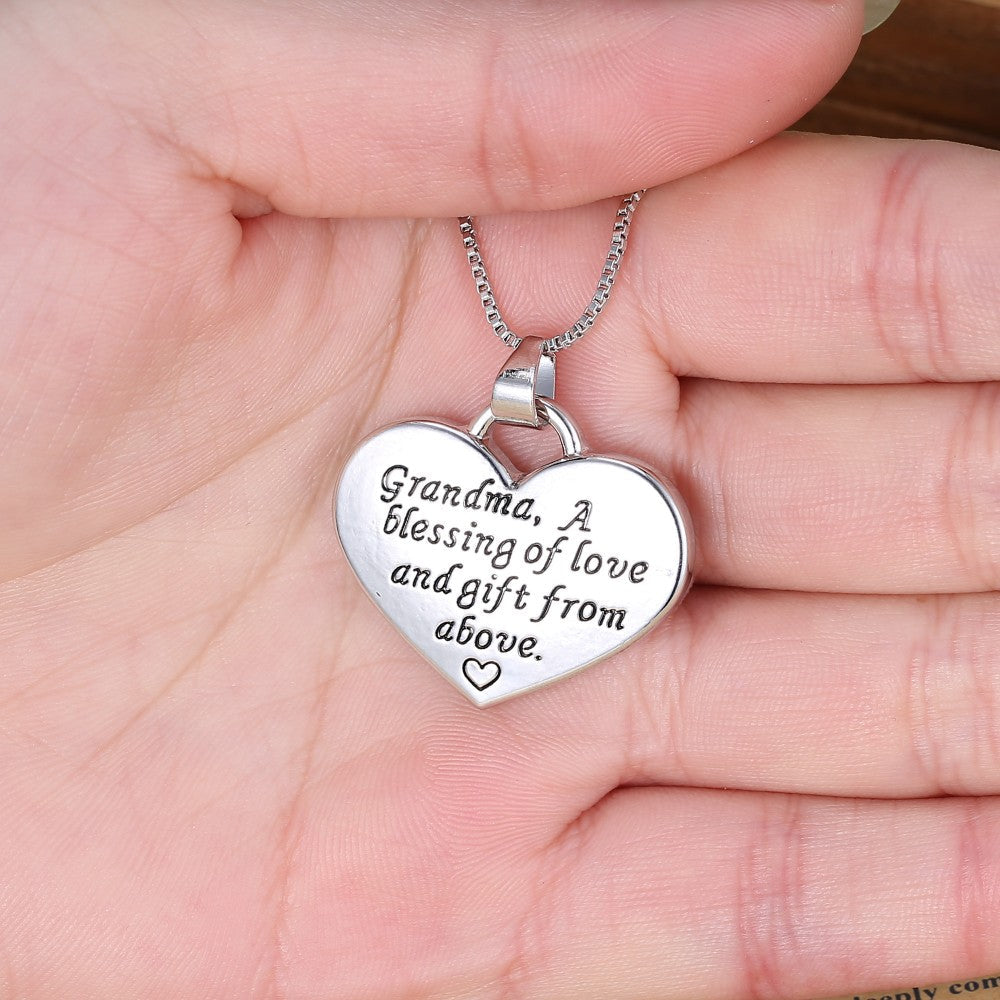 Grandma, A
blessing of love
and gift from
above.